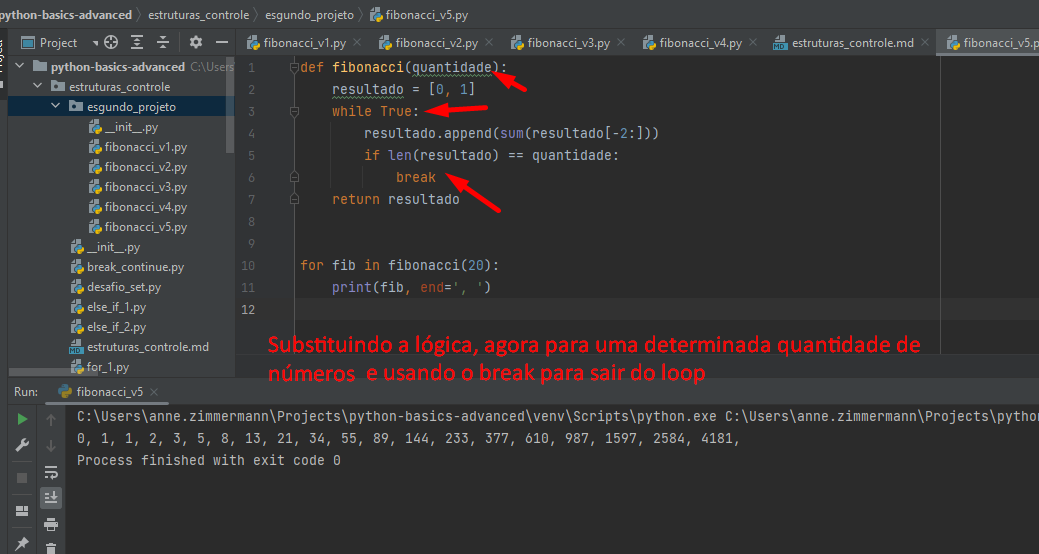 python-basics-advanced estruturas_controle esgundo_projeto fibonacci_v5.py
Project fibonacci_v1.py fibonacci_v2.py fibonacci_v3.py fibonacci_v4.py estruturas_controle.md fibonacci_v5.p
python-basics-advanced C:\Users
estruturas_controle
esgundo_projeto
__init__.py
fibonacci_v1.py
fibonacci_v2.py
fibonacci_v3.py
fibonacci_v4.py
fibonacci_v5.py
__init__.py
break_continue.py
desafio_set.py
else_if_1.py
else_if_2.py
estruturas_controle.md
for_1.py
1 def fibonacci(quantidade):
2 resultado = [0, 1]
3 while True:
4 resultado.append(sum(resultado[-2:]))
5 if len(resultado) == quantidade:
6 break
7 return resultado
8
9
10 for fib in fibonacci(20):
11 print(fib, end=', ')
12
Substituindo a lógica, agora para uma determinada quantidade de
números e usando o break para sair do loop
Run: fibonacci_v5
C:\Users\anne.zimmermann\Projects\python-basics-advanced\venv\Scripts\python.exe C:\Users\anne.zimmermann\Projects\python
0, 1, 1, 2, 3, 5, 8, 13, 21, 34, 55, 89, 144, 233, 377, 610, 987, 1597, 2584, 4181,
Process finished with exit code 0